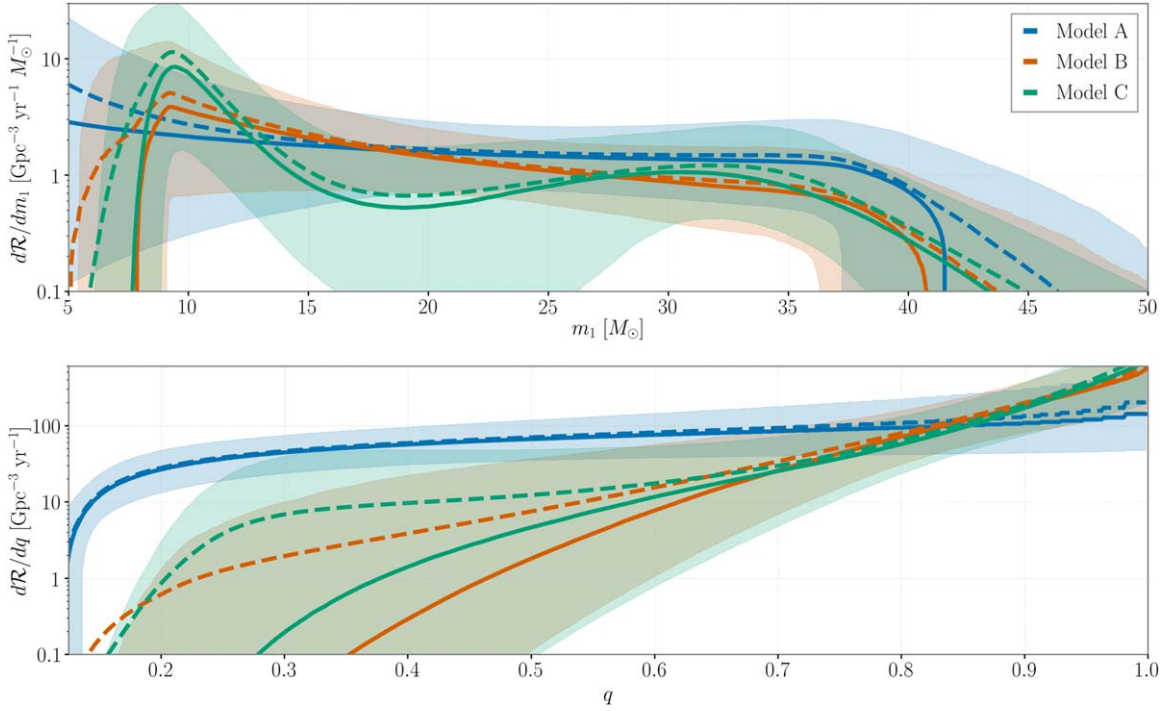 10
1
0.1
dR/dm₁ [Gpc⁻³ yr⁻¹ M⊙⁻¹]
Model A
Model B
Model C
5 10 15 20 25 30 35 40 45 50
m₁ [M⊙]
100
10
1
0.1
dR/dq [Gpc⁻³ yr⁻¹]
0.2 0.3 0.4 0.5 0.6 0.7 0.8 0.9 1.0
q